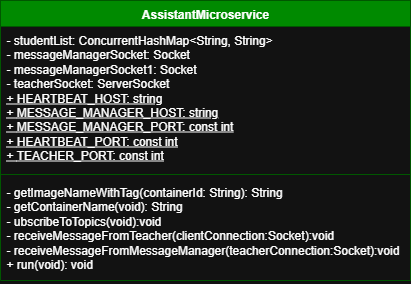 AssistantMicroservice
- studentList: ConcurrentHashMap<String, String>
- messageManagerSocket: Socket
- messageManagerSocket1: Socket
- teacherSocket: ServerSocket
+ HEARTBEAT_HOST: string
+ MESSAGE_MANAGER_HOST: string
+ MESSAGE_MANAGER_PORT: const int
+ HEARTBEAT_PORT: const int
+ TEACHER_PORT: const int
- getImageNameWithTag(containerId: String): String
- getContainerName(void): String
- ubscribeToTopics(void):void
- receiveMessageFromTeacher(clientConnection:Socket):void
- receiveMessageFromMessageManager(teacherConnection:Socket):void
+ run(void): void